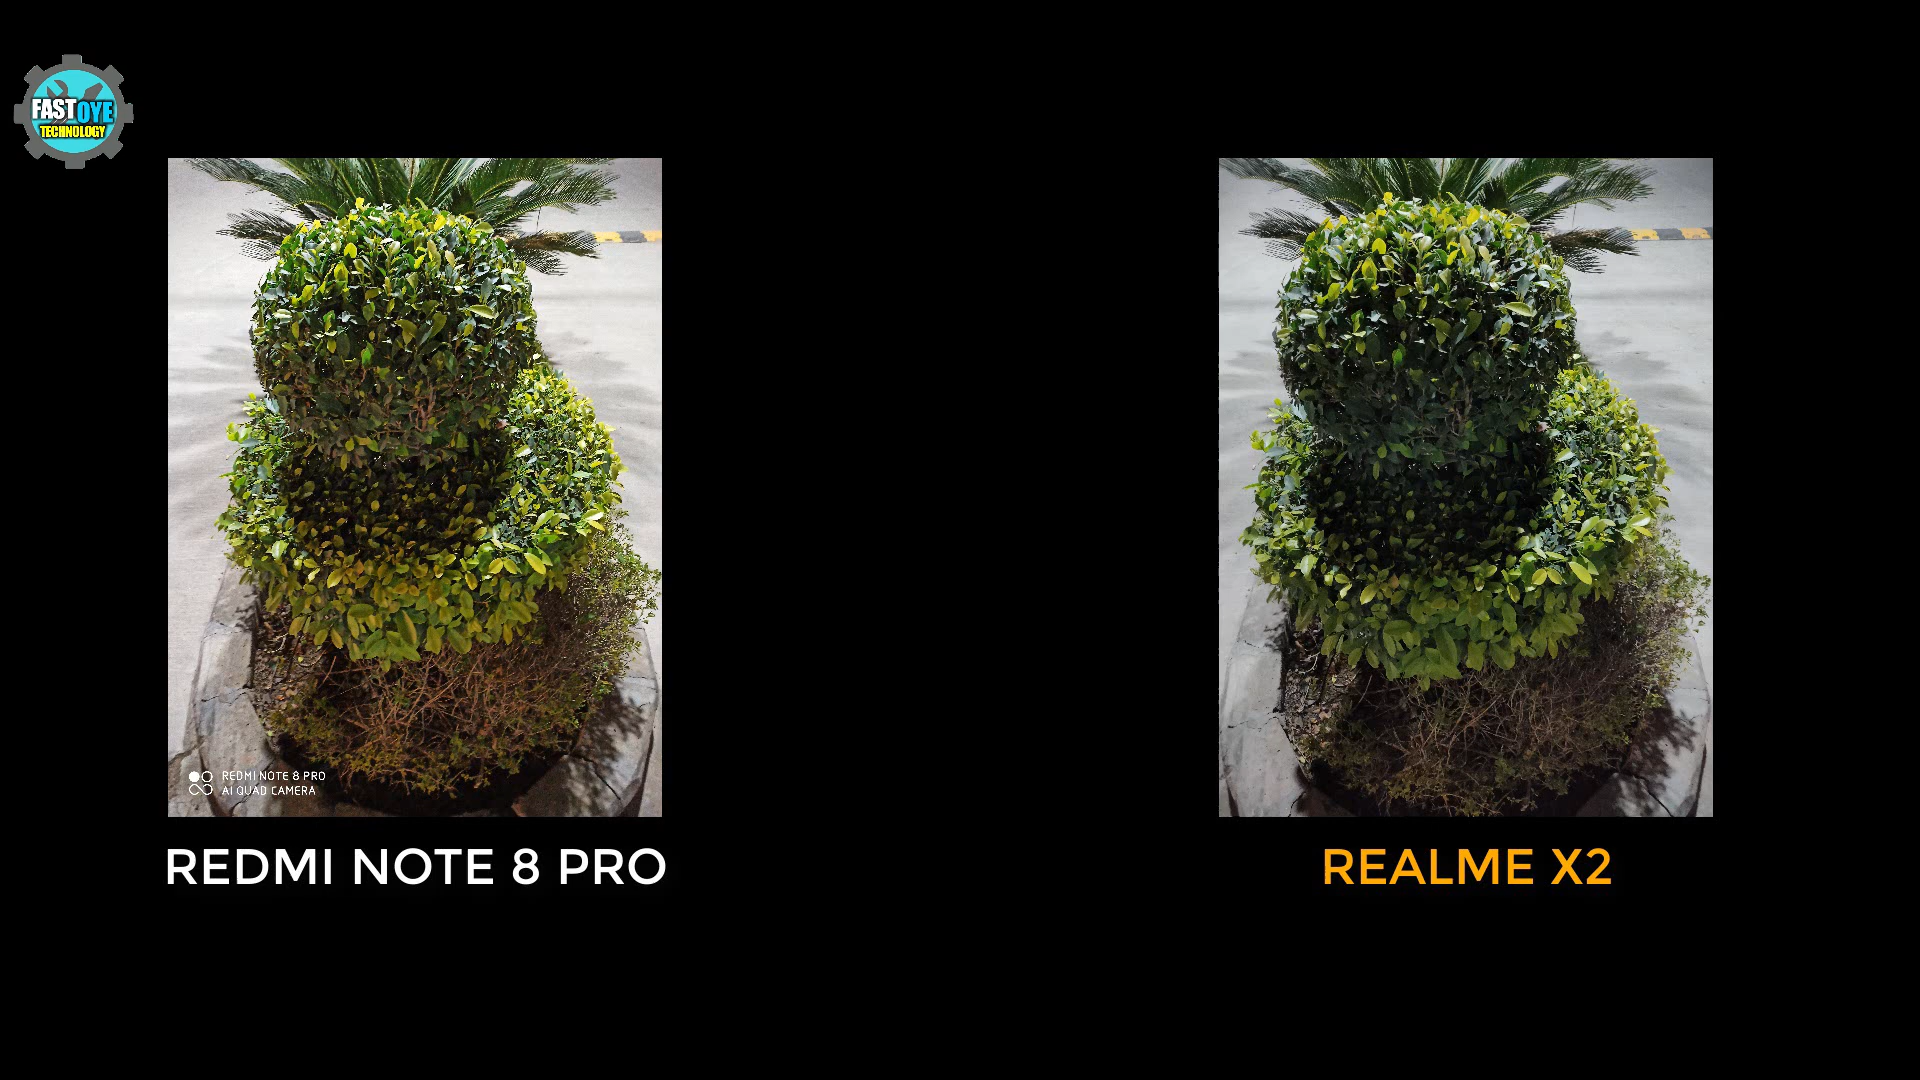 FAST OYE
TECHNOLOGY
REDMI NOTE 8 PRO
AI QUAD CAMERA
REDMI NOTE 8 PRO
REALME X2